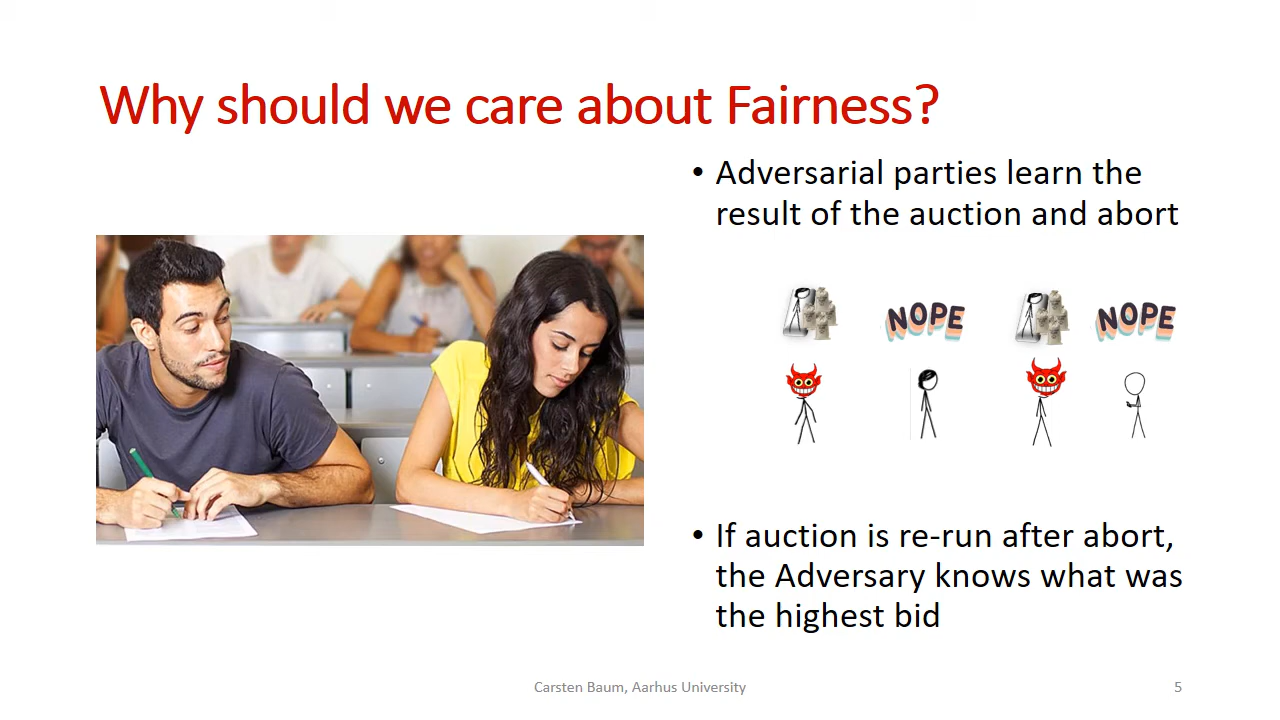 Why should we care about Fairness?
• Adversarial parties learn the
result of the auction and abort
NOPE
NOPE
• If auction is re-run after abort,
the Adversary knows what was
the highest bid
Carsten Baum, Aarhus University
5